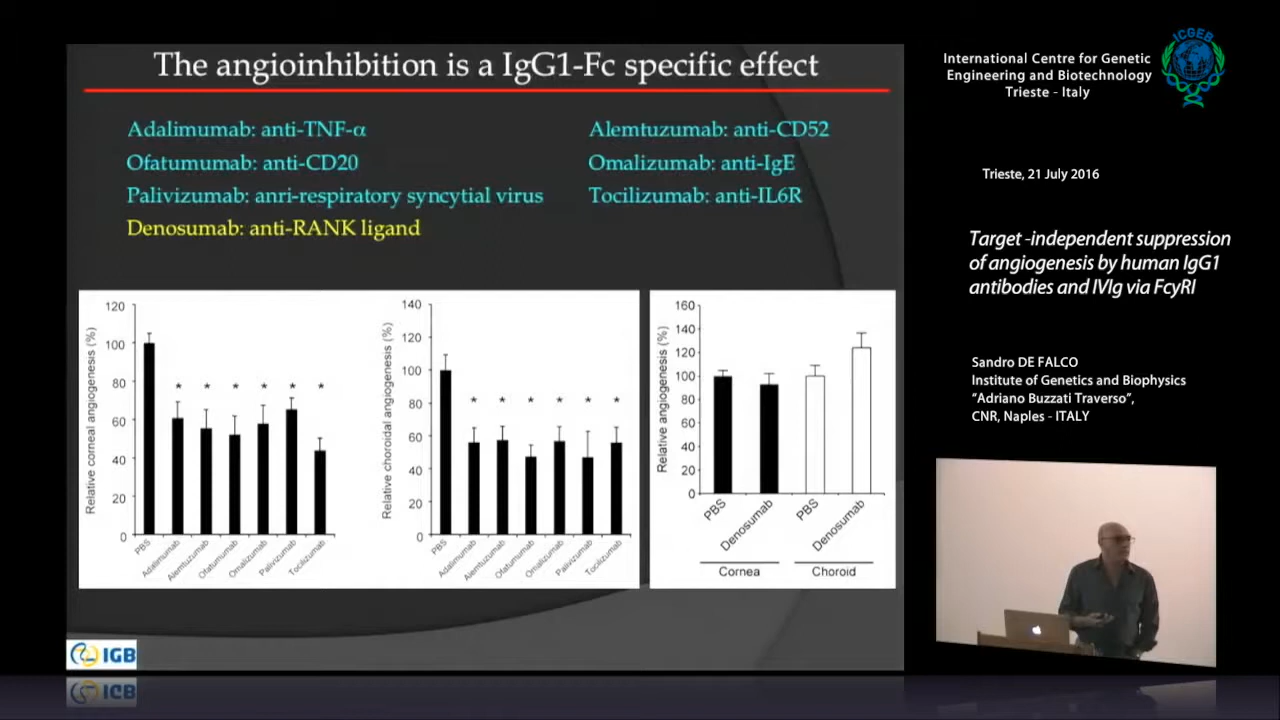 The angioinhibition is a IgG1-Fc specific effect
Adalimumab: anti-TNF-α
Ofatumumab: anti-CD20
Palivizumab: anri-respiratory syncytial virus
Denosumab: anti-RANK ligand
Alemtuzumab: anti-CD52
Omalizumab: anti-IgE
Tocilizumab: anti-IL6R
Relative corneal angiogenesis (%)
120
100
80
60
40
20
0
* * * * * *
PBS
Adalimumab
Alemtuzumab
Ofatumumab
Omalizumab
Palivizumab
Tocilizumab
Relative choroidal angiogenesis (%)
140
120
100
80
60
40
20
0
* * * * * *
PBS
Adalimumab
Alemtuzumab
Ofatumumab
Omalizumab
Palivizumab
Tocilizumab
Relative angiogenesis (%)
160
140
120
100
80
60
40
20
0
PBS
Denosumab
PBS
Denosumab
Cornea
Choroid
IGB
ICGEB
International Centre for Genetic
Engineering and Biotechnology
Trieste - Italy
Trieste, 21 July 2016
Target -independent suppression
of angiogenesis by human IgG1
antibodies and IVIg via FcyRI
Sandro DE FALCO
Institute of Genetics and Biophysics
“Adriano Buzzati Traverso”,
CNR, Naples - ITALY